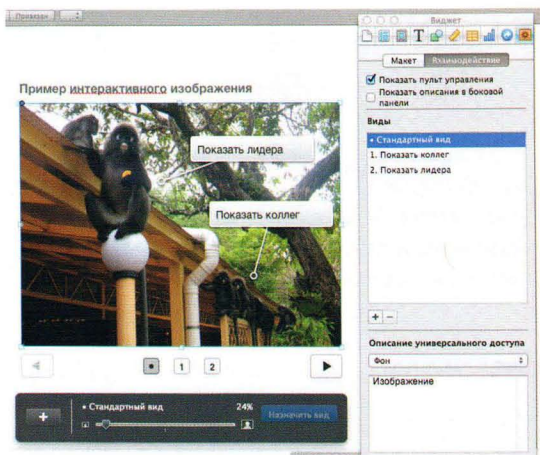 Привязан
Виджет
Макет
Взаимодействие
Показать пульт управления
Показать описания в боковой
панели
Виды
• Стандартный вид
1. Показать коллег
2. Показать лидера
+ −
Описание универсального доступа
Фон
Изображение
Пример интерактивного изображения
Показать лидера
Показать коллег
1 2
+
• Стандартный вид 24% Назначить вид